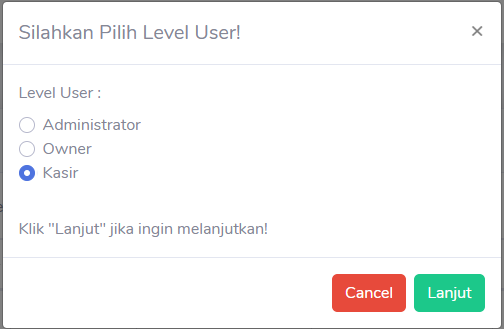 Silahkan Pilih Level User!
×
Level User :
Administrator
Owner
Kasir
Klik "Lanjut" jika ingin melanjutkan!
Cancel Lanjut